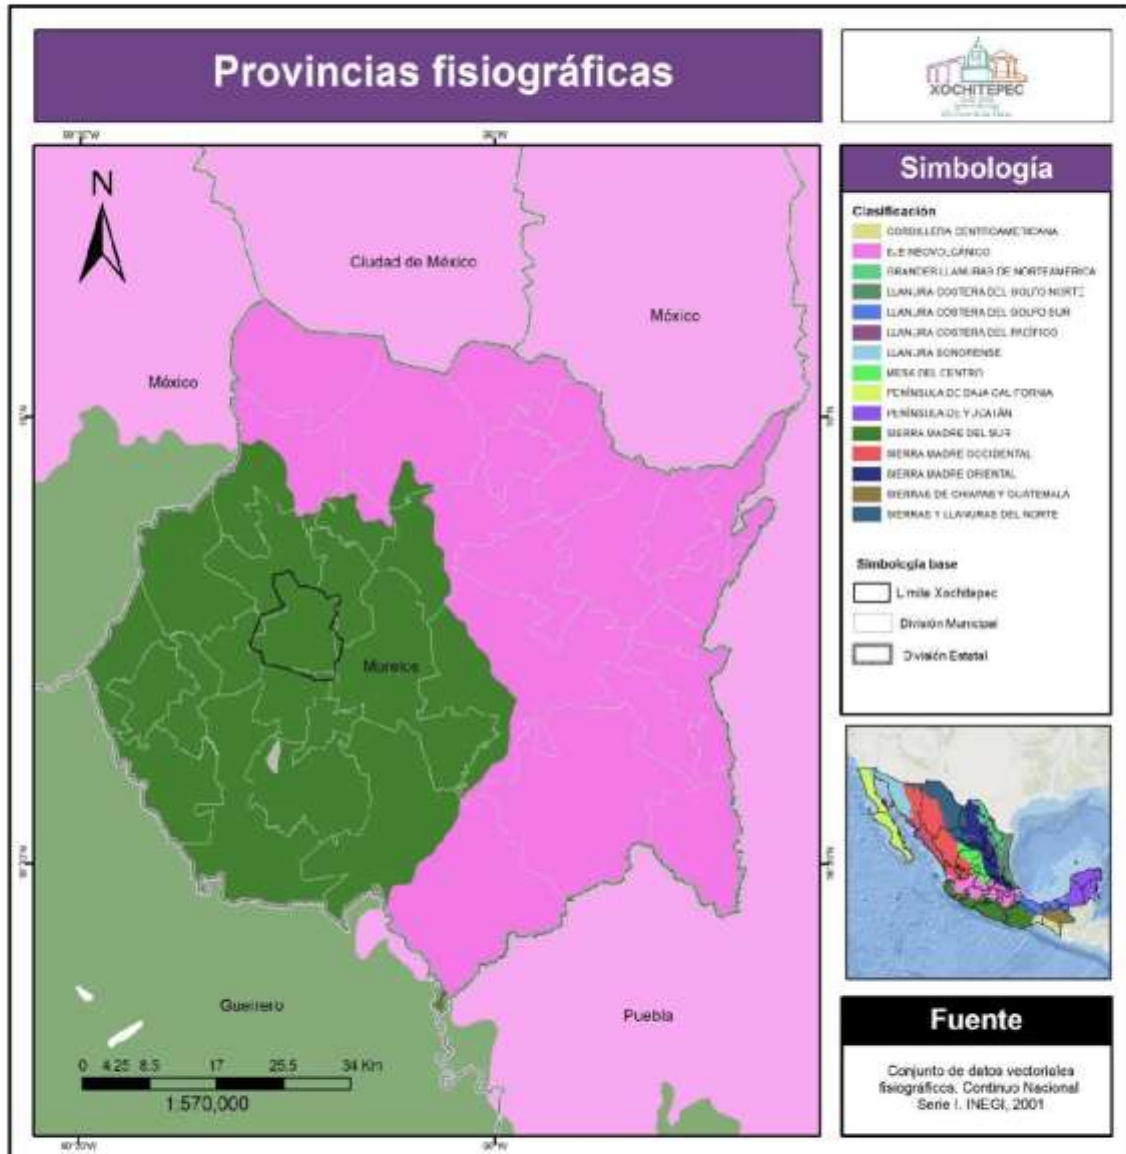 Provincias fisiográficas
XOCHITEPEC
N
Ciudad de México
México
México
Morelos
Guerrero
Puebla
0 4.25 8.5 17 25.5 34 Km
1:570,000
Simbología
Clasificación
CORDILLERA CENTROAMERICANA
EJE NEOVOLCÁNICO
GRANDES LLANURAS DE NORTEAMÉRICA
LLANURA COSTERA DEL GOLFO NORTE
LLANURA COSTERA DEL GOLFO SUR
LLANURA COSTERA DEL PACÍFICO
LLANURA SONORENSE
MESA DEL CENTRO
PENÍNSULA DE BAJA CALIFORNIA
PENÍNSULA DE YUCATÁN
SIERRA MADRE DEL SUR
SIERRA MADRE OCCIDENTAL
SIERRA MADRE ORIENTAL
SIERRAS DE CHIAPAS Y GUATEMALA
SIERRAS Y LLANURAS DEL NORTE
Simbología base
Límite Xochitepec
División Municipal
División Estatal
Fuente
Conjunto de datos vectoriales
fisiográficos. Continuo Nacional
Serie I. INEGI, 2001